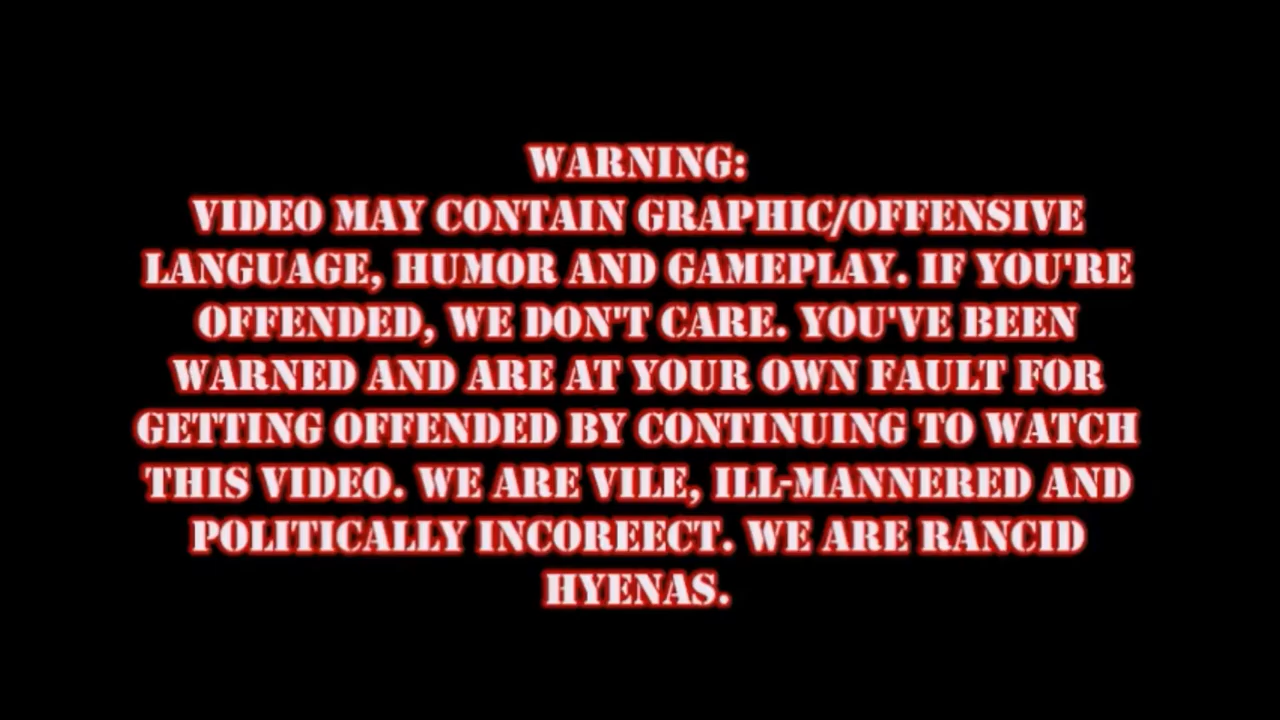 WARNING:
VIDEO MAY CONTAIN GRAPHIC/OFFENSIVE
LANGUAGE, HUMOR AND GAMEPLAY. IF YOU'RE
OFFENDED, WE DON'T CARE. YOU'VE BEEN
WARNED AND ARE AT YOUR OWN FAULT FOR
GETTING OFFENDED BY CONTINUING TO WATCH
THIS VIDEO. WE ARE VILE, ILL-MANNERED AND
POLITICALLY INCOREECT. WE ARE RANCID
HYENAS.